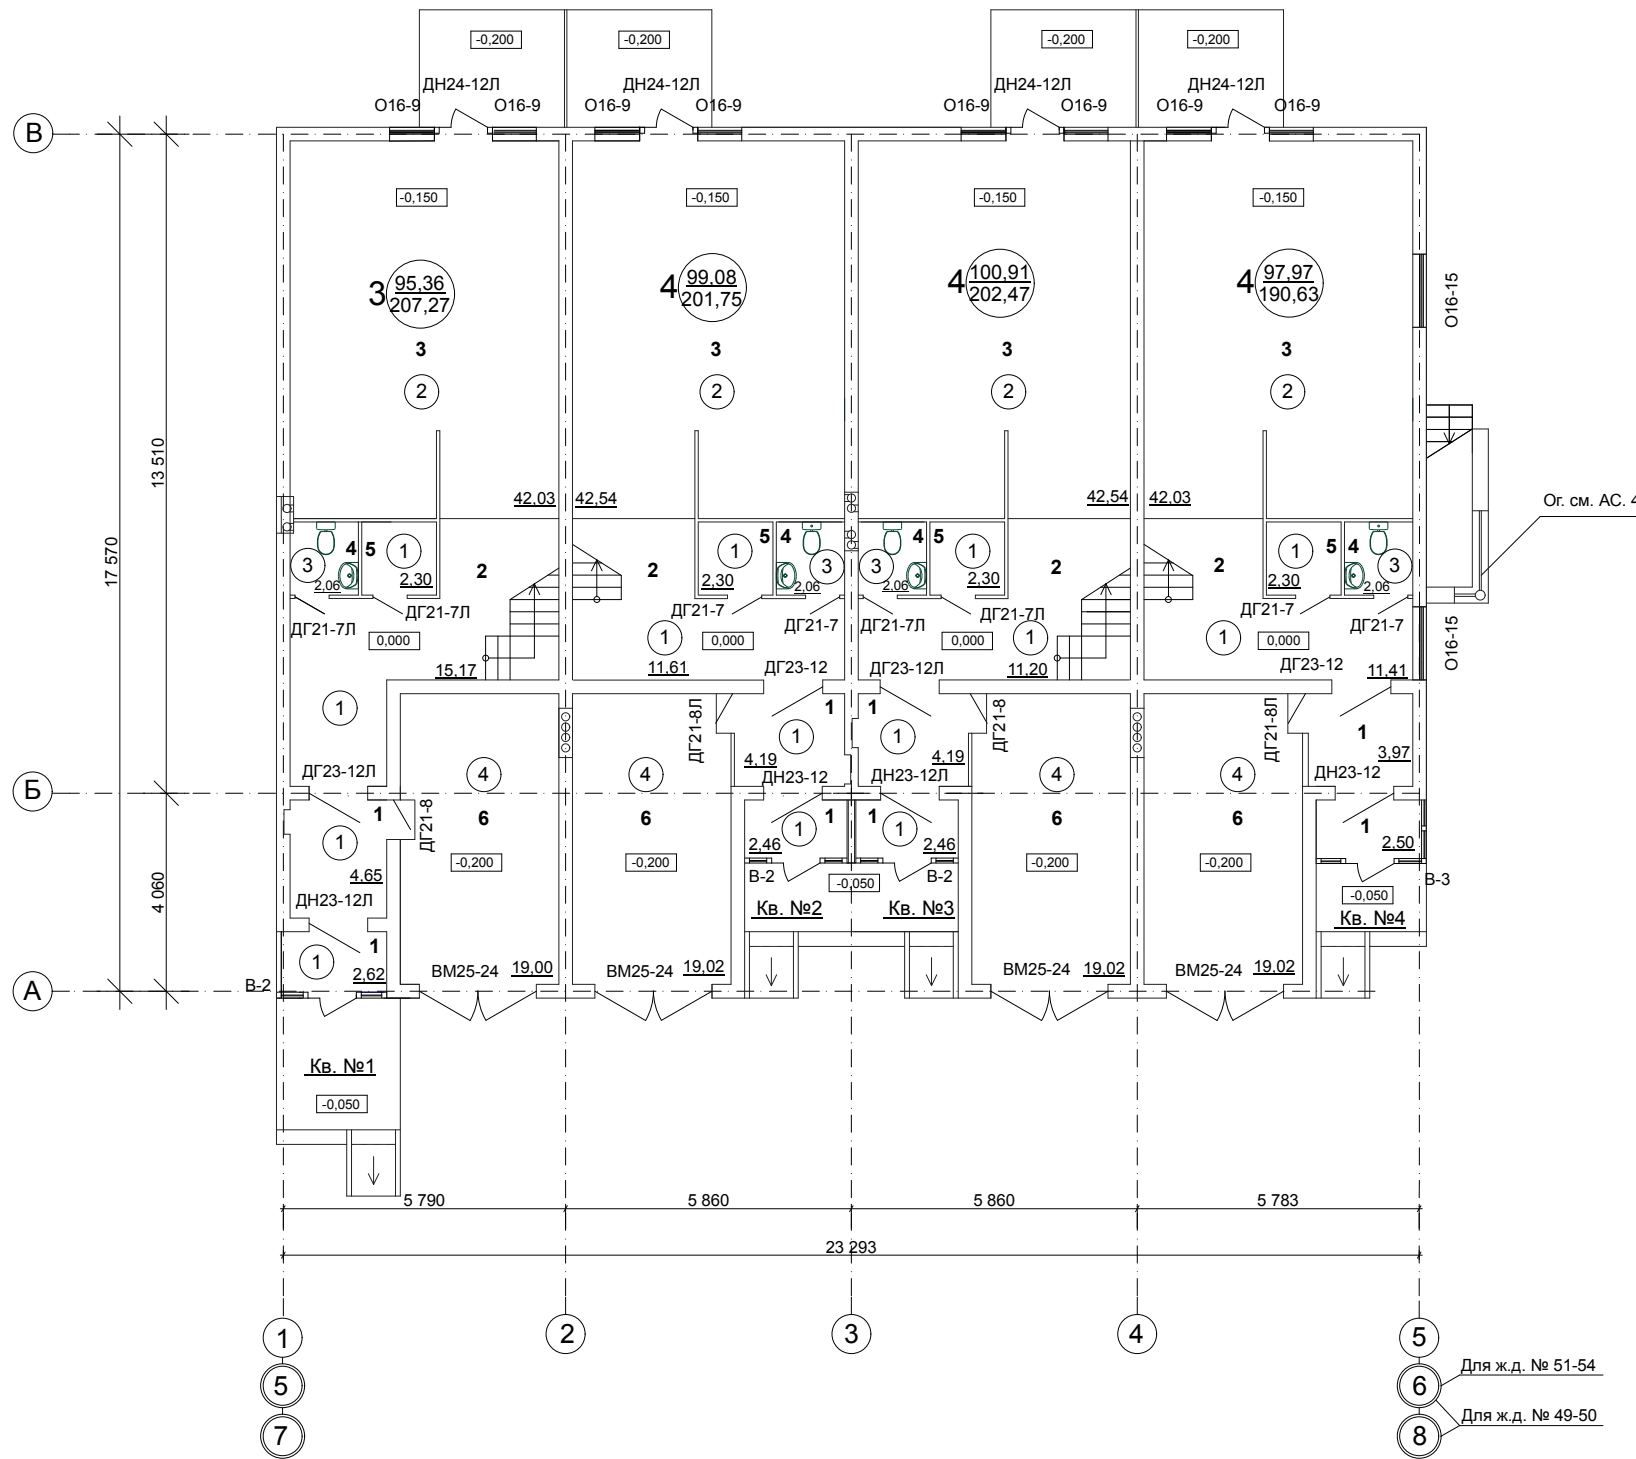 -0,200 -0,200 -0,200 -0,200
ДН24-12Л ДН24-12Л ДН24-12Л ДН24-12Л
О16-9 О16-9 О16-9 О16-9 О16-9 О16-9 О16-9 О16-9
В
-0,150 -0,150 -0,150 -0,150
3 95,36 4 99,08 4 100,91 4 97,97
207,27 201,75 202,47 190,63
О16-15
3 3 3 3
2 2 2 2
13 510
17 570
42,03 42,54 42,54 42,03
Ог. см. АС. 4
4 5 1 1 5 4 4 5 1 1 5 4
3 2 2 3 3 2 2 3
2,06 2,30 2,30 2,06 2,06 2,30 2,30 2,06
ДГ21-7Л ДГ21-7Л ДГ21-7 ДГ21-7 ДГ21-7Л ДГ21-7Л ДГ21-7 ДГ21-7
0,000 1 0,000 0,000 1 1 0,000
О16-15
15,17 11,61 ДГ23-12 ДГ23-12Л 11,20 ДГ23-12 11,41
1 ДГ21-8Л 1 1 ДГ21-8 ДГ21-8Л 1
1 1
4,19 4,19 3,97
ДГ23-12Л 4 4 ДН23-12 ДН23-12Л 4 4 ДН23-12
Б
1 ДГ21-8 6 6 1 1 6 6 1
1 1 1
2,46 2,46 2,50
-0,200 -0,200 -0,200 -0,200
4,65 В-2 -0,050 В-2 -0,050 В-3
ДН23-12Л Кв. №2 Кв. №3 Кв. №4
4 060
1 1
2,62 ВМ25-24 19,00 ВМ25-24 19,02 ВМ25-24 19,02 ВМ25-24 19,02
В-2
А
Кв. №1
-0,050
5 790 5 860 5 860 5 783
23 293
1 2 3 4 5
5 6 Для ж.д. № 51-54
7 8 Для ж.д. № 49-50